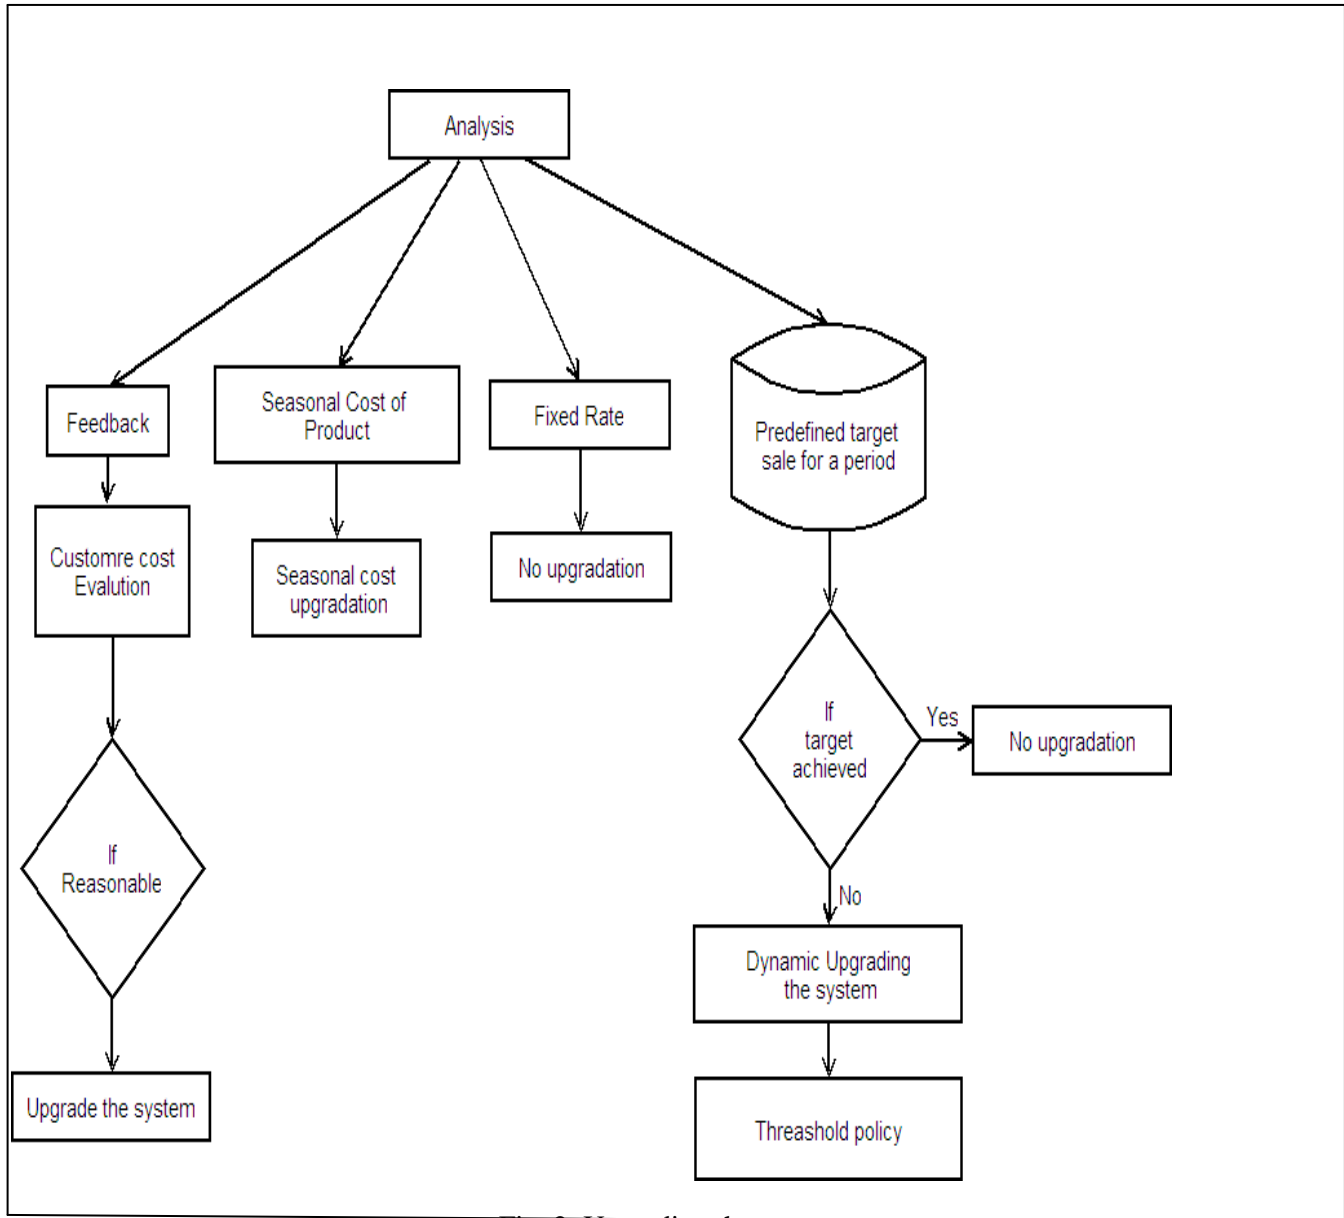 Analysis
Feedback
Seasonal Cost of
Product
Fixed Rate
Predefined target
sale for a period
Customre cost
Evalution
Seasonal cost
upgradation
No upgradation
If
target
achieved
Yes
No upgradation
If
Reasonable
No
Dynamic Upgrading
the system
Upgrade the system
Threashold policy